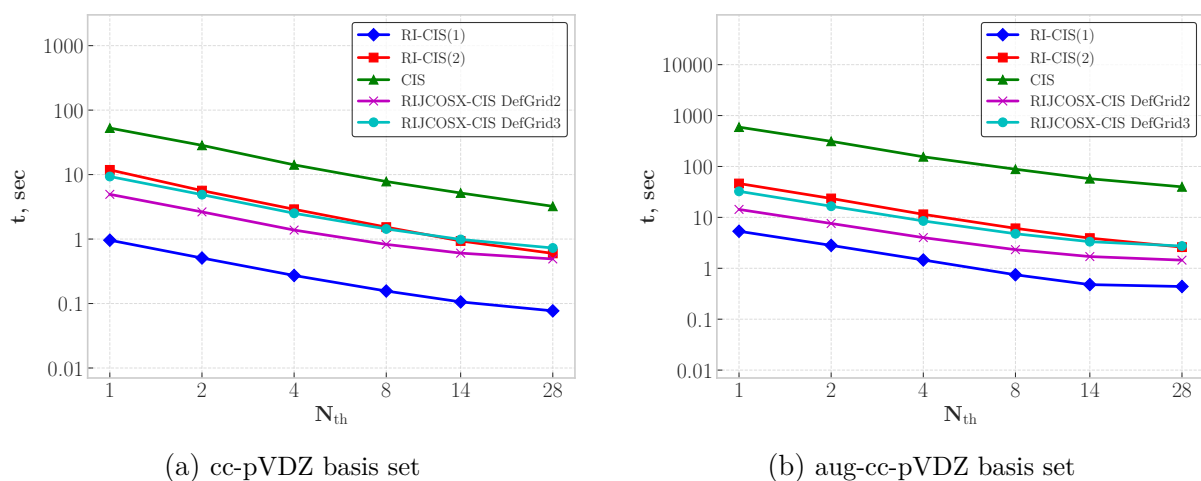 1000
100
10
1
0.1
0.01
t, sec
1 2 4 8 14 28
N_th
RI-CIS(1)
RI-CIS(2)
CIS
RIJCOSX-CIS DefGrid2
RIJCOSX-CIS DefGrid3
(a) cc-pVDZ basis set
10000
1000
100
10
1
0.1
0.01
t, sec
1 2 4 8 14 28
N_th
RI-CIS(1)
RI-CIS(2)
CIS
RIJCOSX-CIS DefGrid2
RIJCOSX-CIS DefGrid3
(b) aug-cc-pVDZ basis set